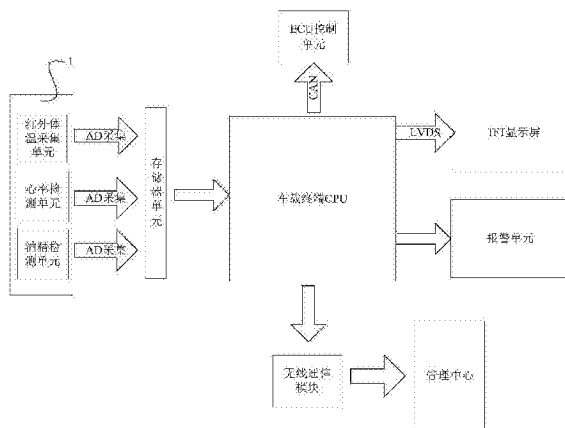 ECU控制
单元
1
CAN
红外体
温采集
单元
AD采集
心率检
测单元
AD采集
酒精检
测单元
AD采集
存储器单元
车载终端CPU
LVDS
TFT显示屏
报警单元
无线通信
模块
管理中心